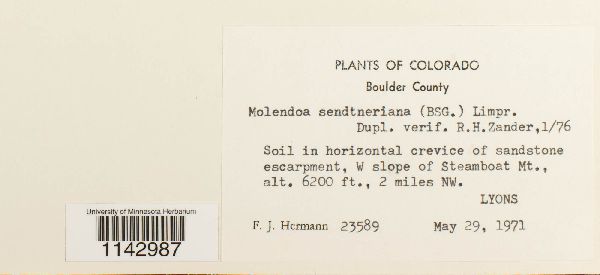 PLANTS OF COLORADO
Boulder County
Molendoa sendtneriana (BSG.) Limpr.
Dupl. verif. R.H.Zander,1/76
Soil in horizontal crevice of sandstone
escarpment, W slope of Steamboat Mt.,
alt. 6200 ft., 2 miles NW.
LYONS
F. J. Hermann 23589 May 29, 1971
University of Minnesota Herbarium
1142987